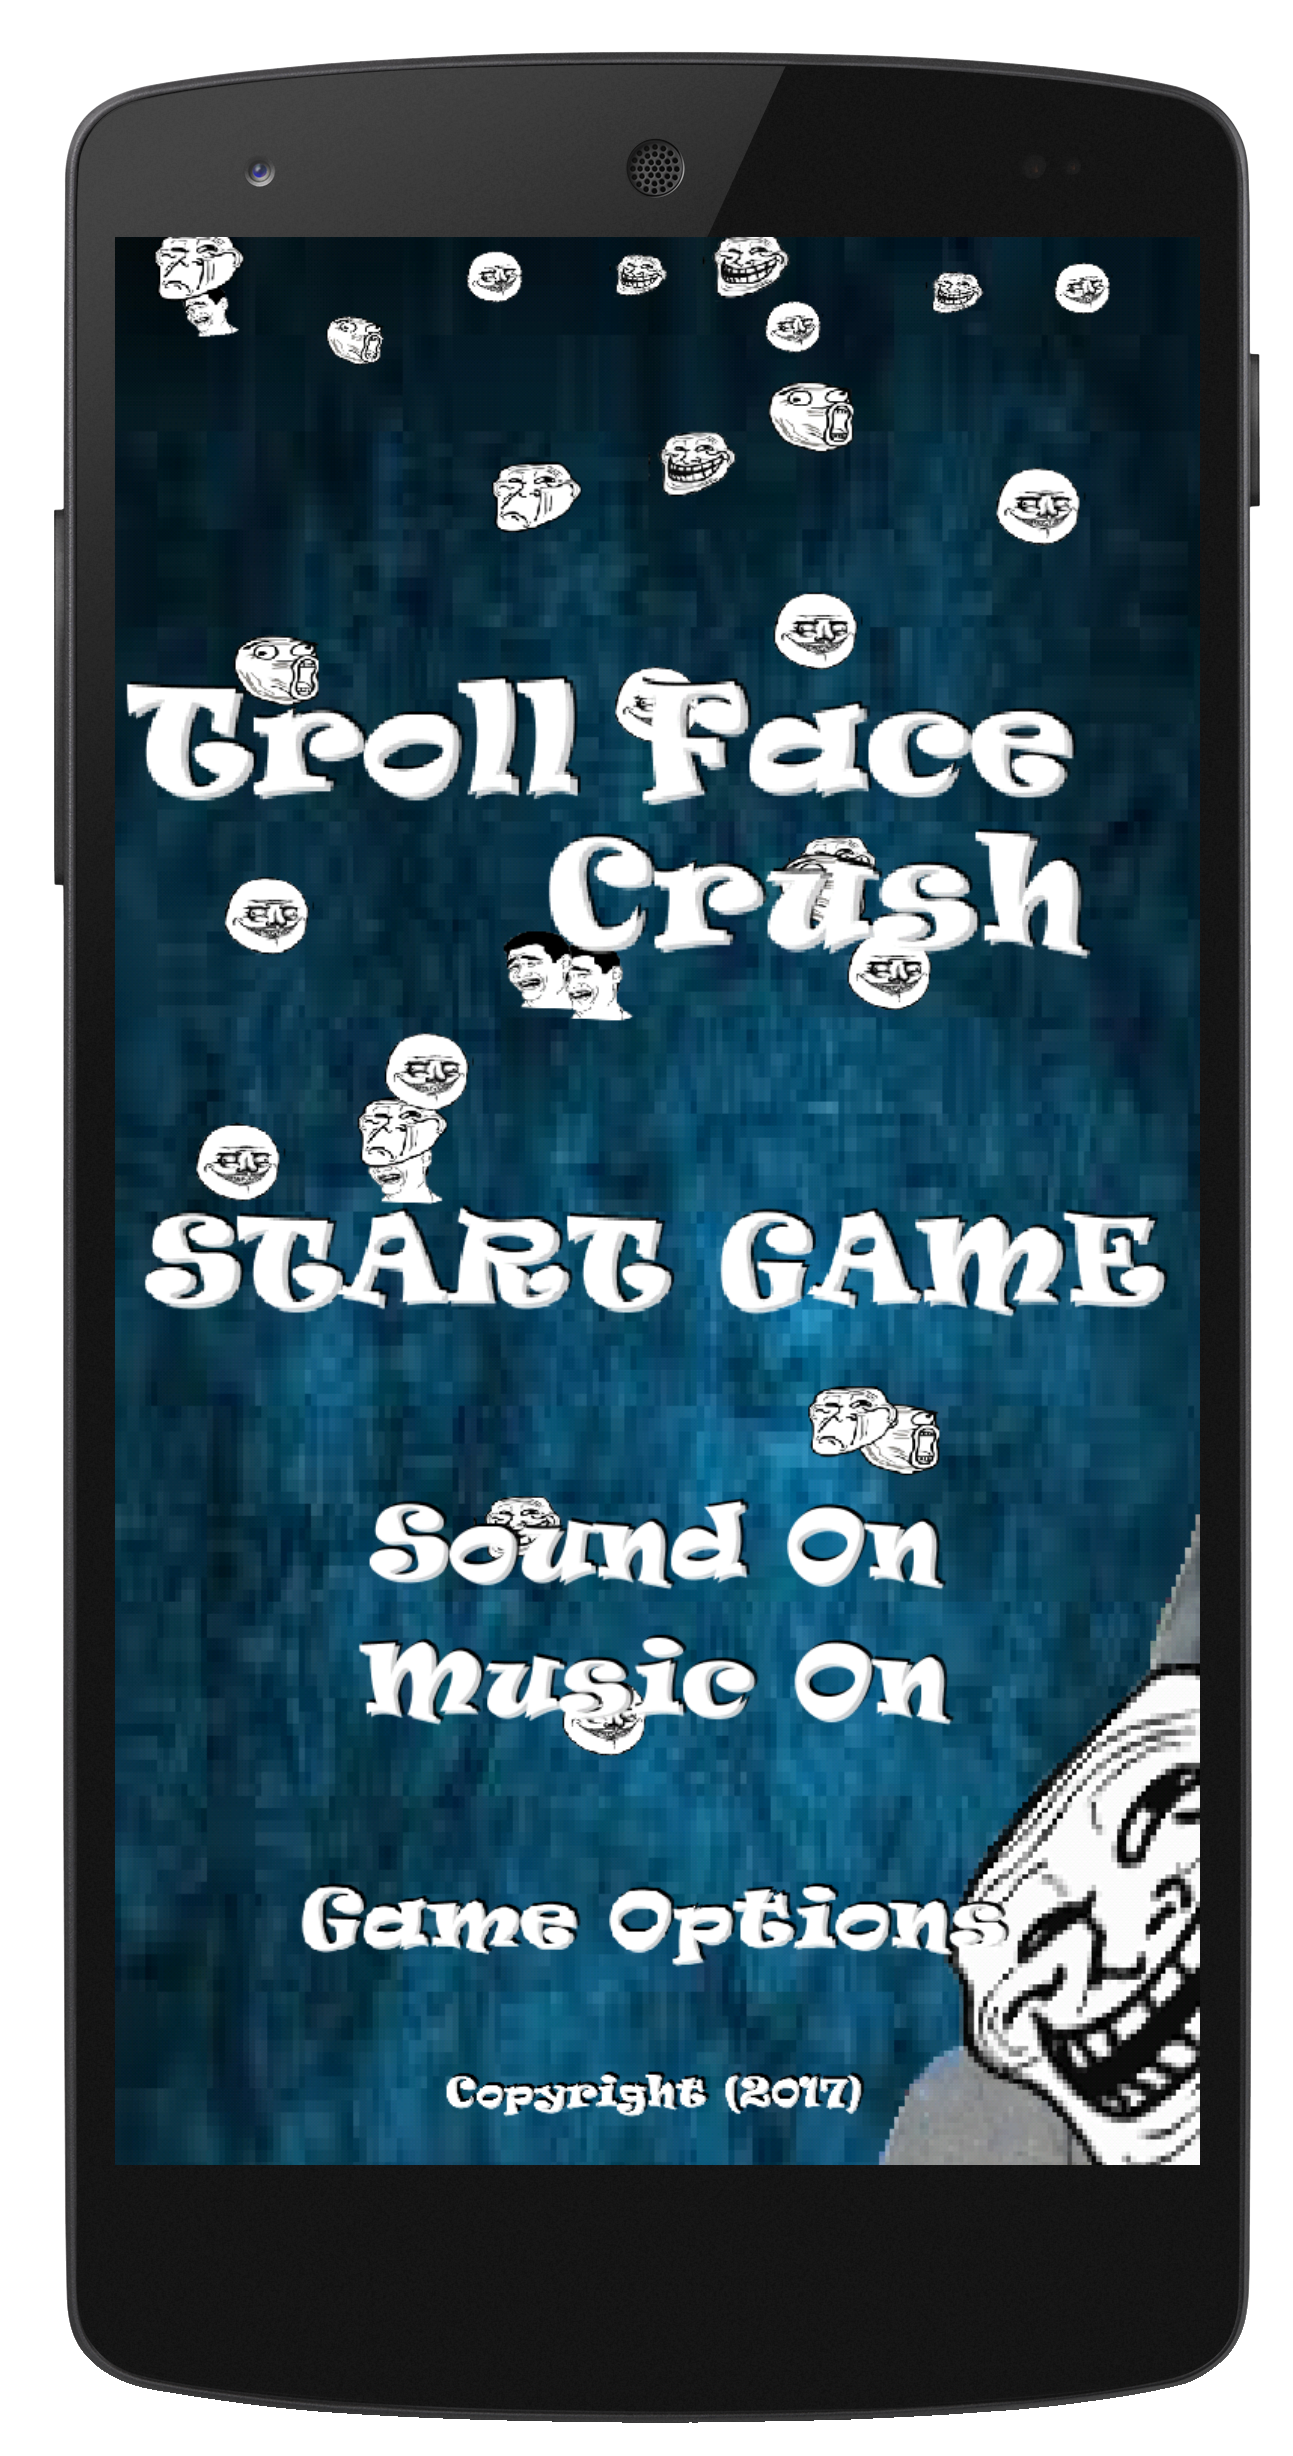 Troll Face
Crush
START GAME
Sound On
Music On
Game Options
Copyright (2017)